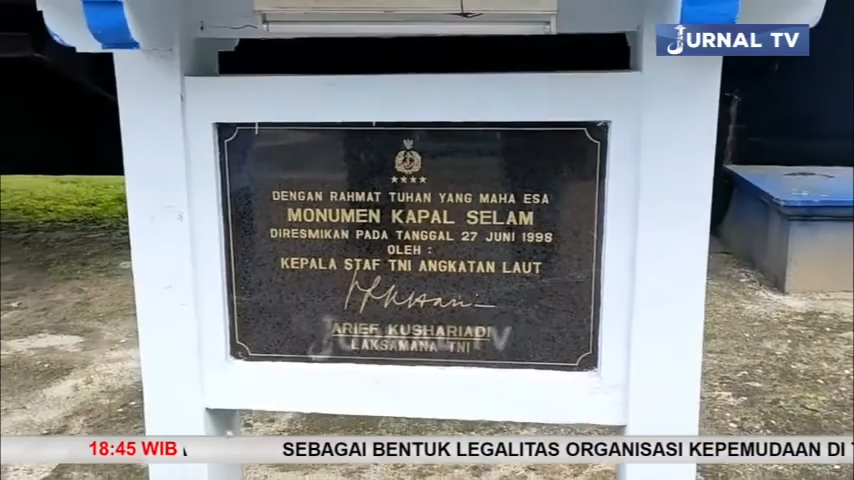 JURNAL TV
DENGAN RAHMAT TUHAN YANG MAHA ESA
MONUMEN KAPAL SELAM
DIRESMIKAN PADA TANGGAL 27 JUNI 1998
OLEH :
KEPALA STAF TNI ANGKATAN LAUT
ARIEF KUSHARIADI
LAKSAMANA TNI
18:45 WIB
SEBAGAI BENTUK LEGALITAS ORGANISASI KEPEMUDAAN DI